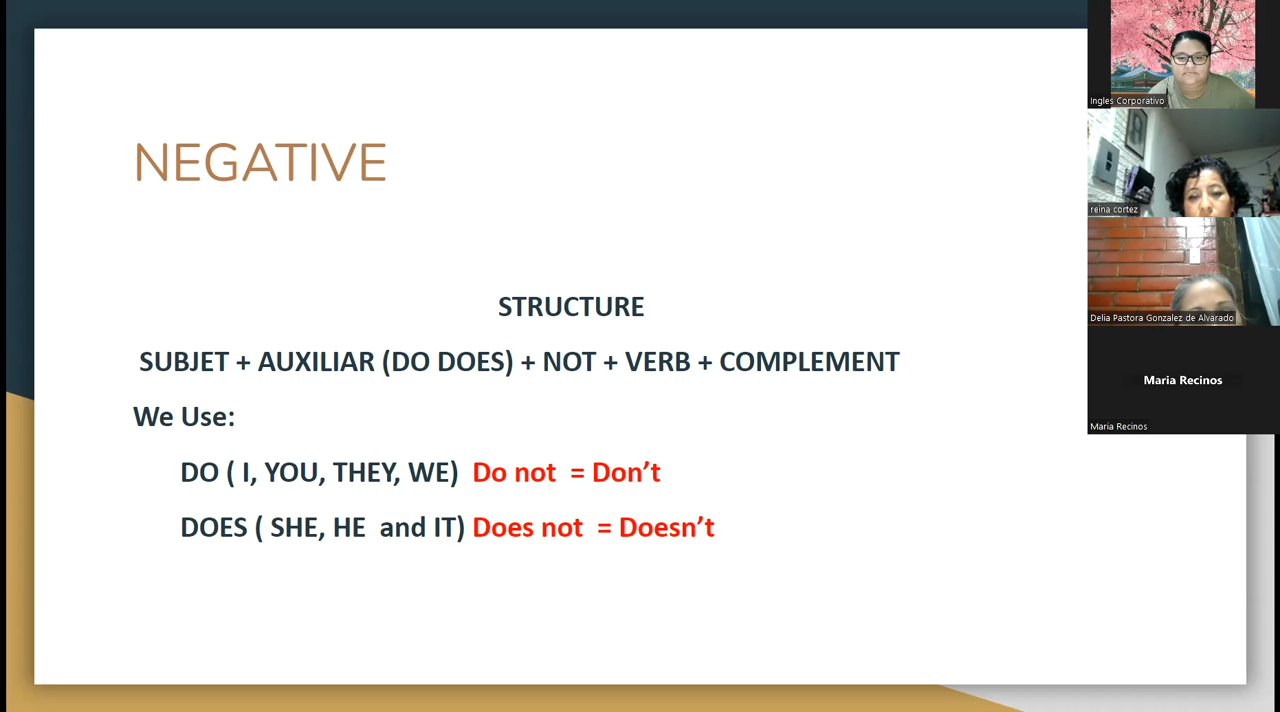 NEGATIVE
STRUCTURE
SUBJET + AUXILIAR (DO DOES) + NOT + VERB + COMPLEMENT
We Use:
DO ( I, YOU, THEY, WE) Do not = Don’t
DOES ( SHE, HE and IT) Does not = Doesn’t
Ingles Corporativo
reina cortez
Delia Pastora Gonzalez de Alvarado
Maria Recinos
Maria Recinos